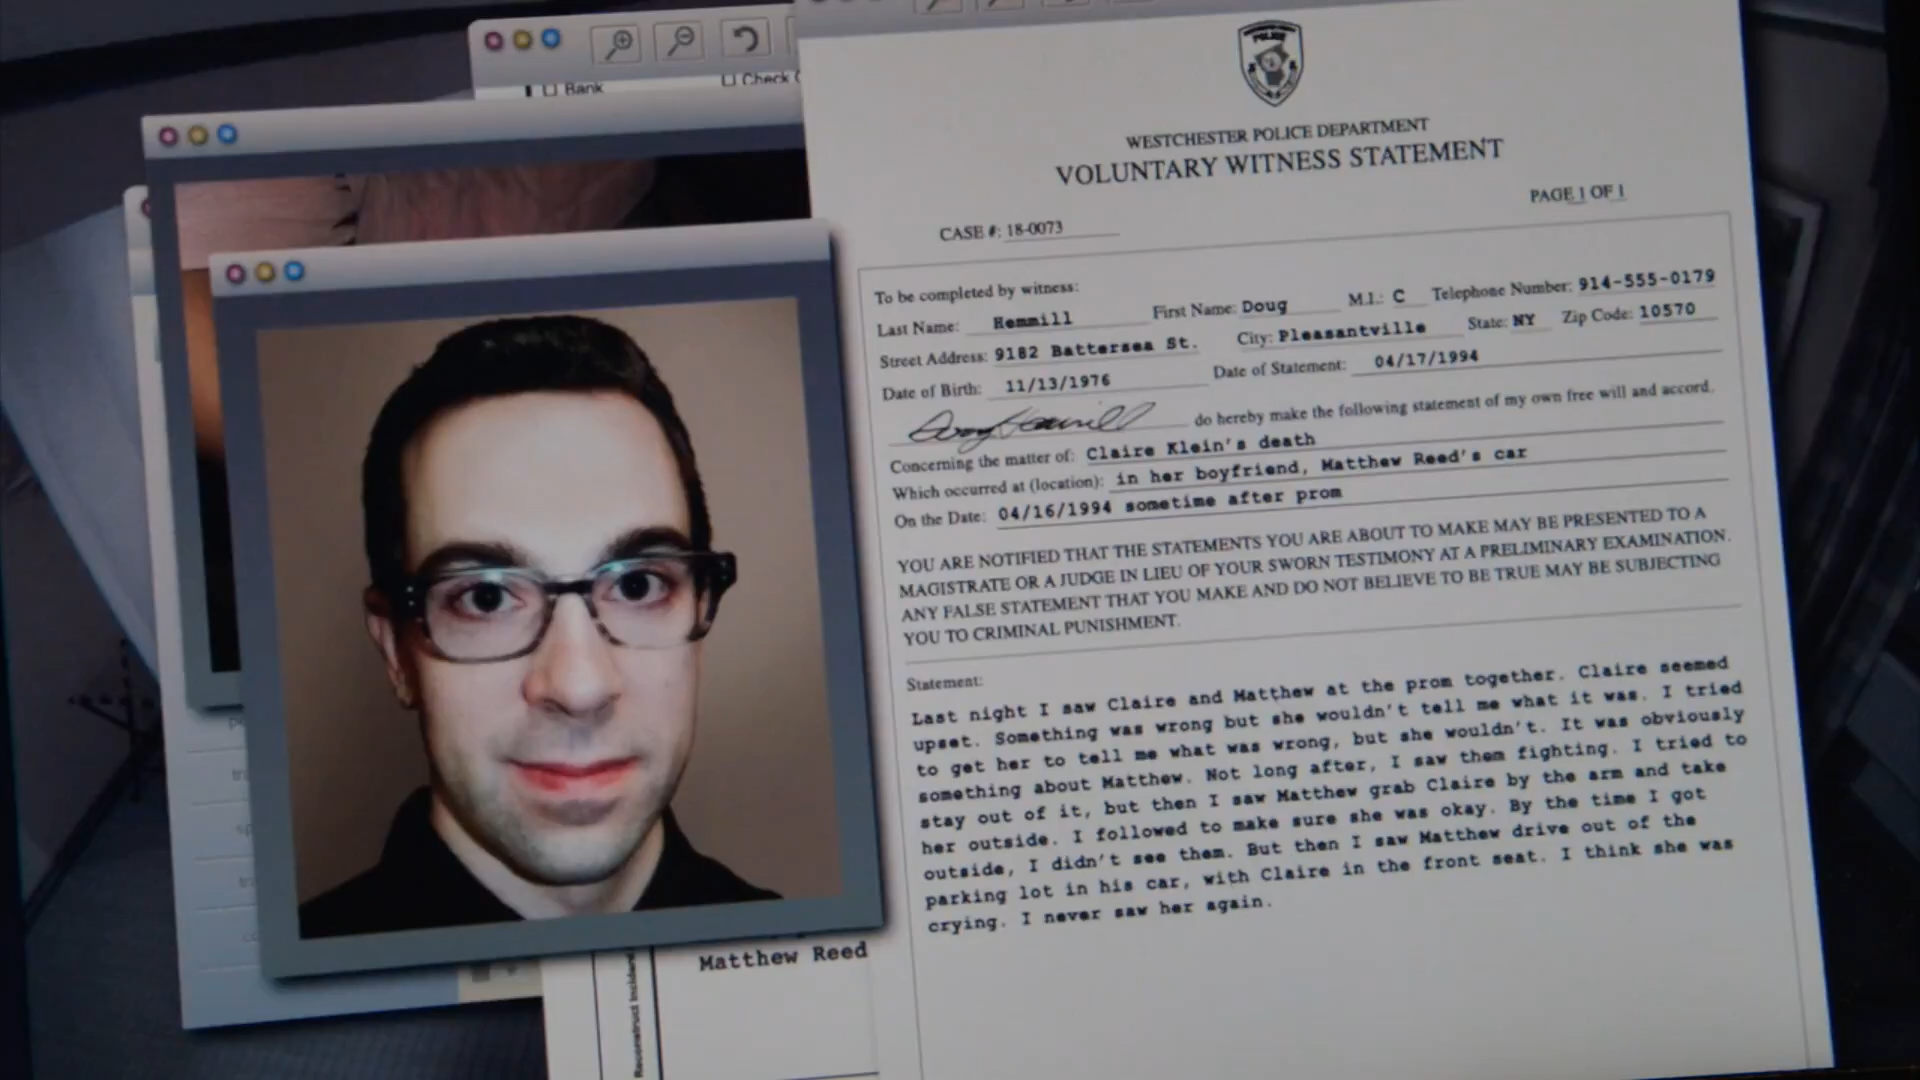 Bank
Check
POLICE
WESTCHESTER POLICE DEPARTMENT
VOLUNTARY WITNESS STATEMENT
PAGE 1 OF 1
CASE #: 18-0073
To be completed by witness:
Last Name: Hemmill First Name: Doug M.I.: C Telephone Number: 914-555-0179
Street Address: 9182 Battersea St. City: Pleasantville State: NY Zip Code: 10570
Date of Birth: 11/13/1976 Date of Statement: 04/17/1994
Doug Hemmill do hereby make the following statement of my own free will and accord.
Concerning the matter of: Claire Klein's death
Which occurred at (location): in her boyfriend, Matthew Reed's car
On the Date: 04/16/1994 sometime after prom
YOU ARE NOTIFIED THAT THE STATEMENTS YOU ARE ABOUT TO MAKE MAY BE PRESENTED TO A
MAGISTRATE OR A JUDGE IN LIEU OF YOUR SWORN TESTIMONY AT A PRELIMINARY EXAMINATION.
ANY FALSE STATEMENT THAT YOU MAKE AND DO NOT BELIEVE TO BE TRUE MAY BE SUBJECTING
YOU TO CRIMINAL PUNISHMENT.
Statement:
Last night I saw Claire and Matthew at the prom together. Claire seemed
upset. Something was wrong but she wouldn't tell me what it was. I tried
to get her to tell me what was wrong, but she wouldn't. It was obviously
something about Matthew. Not long after, I saw them fighting. I tried to
stay out of it, but then I saw Matthew grab Claire by the arm and take
her outside. I followed to make sure she was okay. By the time I got
outside, I didn't see them. But then I saw Matthew drive out of the
parking lot in his car, with Claire in the front seat. I think she was
crying. I never saw her again.
Matthew Reed
Reconstruct Incident